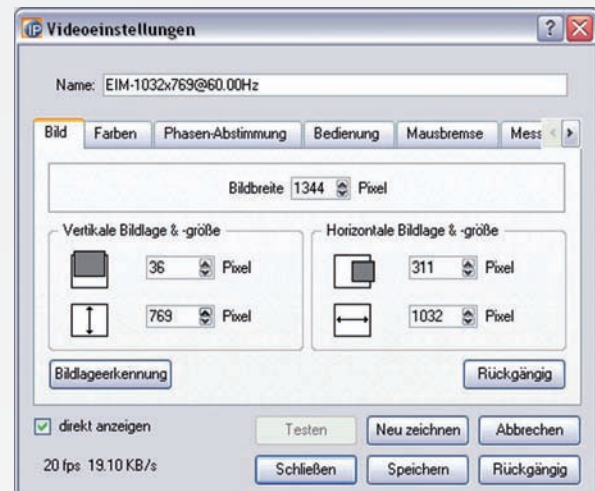 iP Videoeinstellungen ?
Name: EIM-1032x769@60.00Hz
Bild Farben Phasen-Abstimmung Bedienung Mausbremse Mess
Bildbreite 1344 Pixel
Vertikale Bildlage & -größe Horizontale Bildlage & -größe
36 Pixel 311 Pixel
769 Pixel 1032 Pixel
Bildlageerkennung Rückgängig
direkt anzeigen Testen Neu zeichnen Abbrechen
20 fps 19.10 KB/s Schließen Speichern Rückgängig